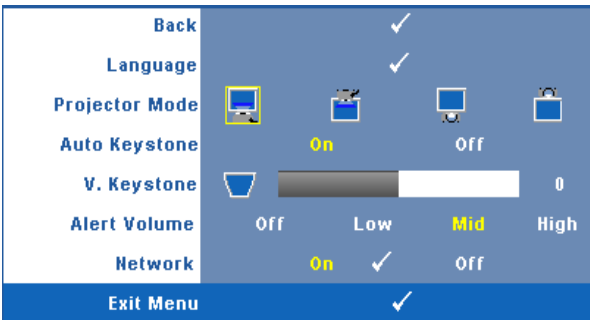 Back
Language
Projector Mode
Auto Keystone On Off
V. Keystone 0
Alert Volume Off Low Mid High
Network On Off
Exit Menu